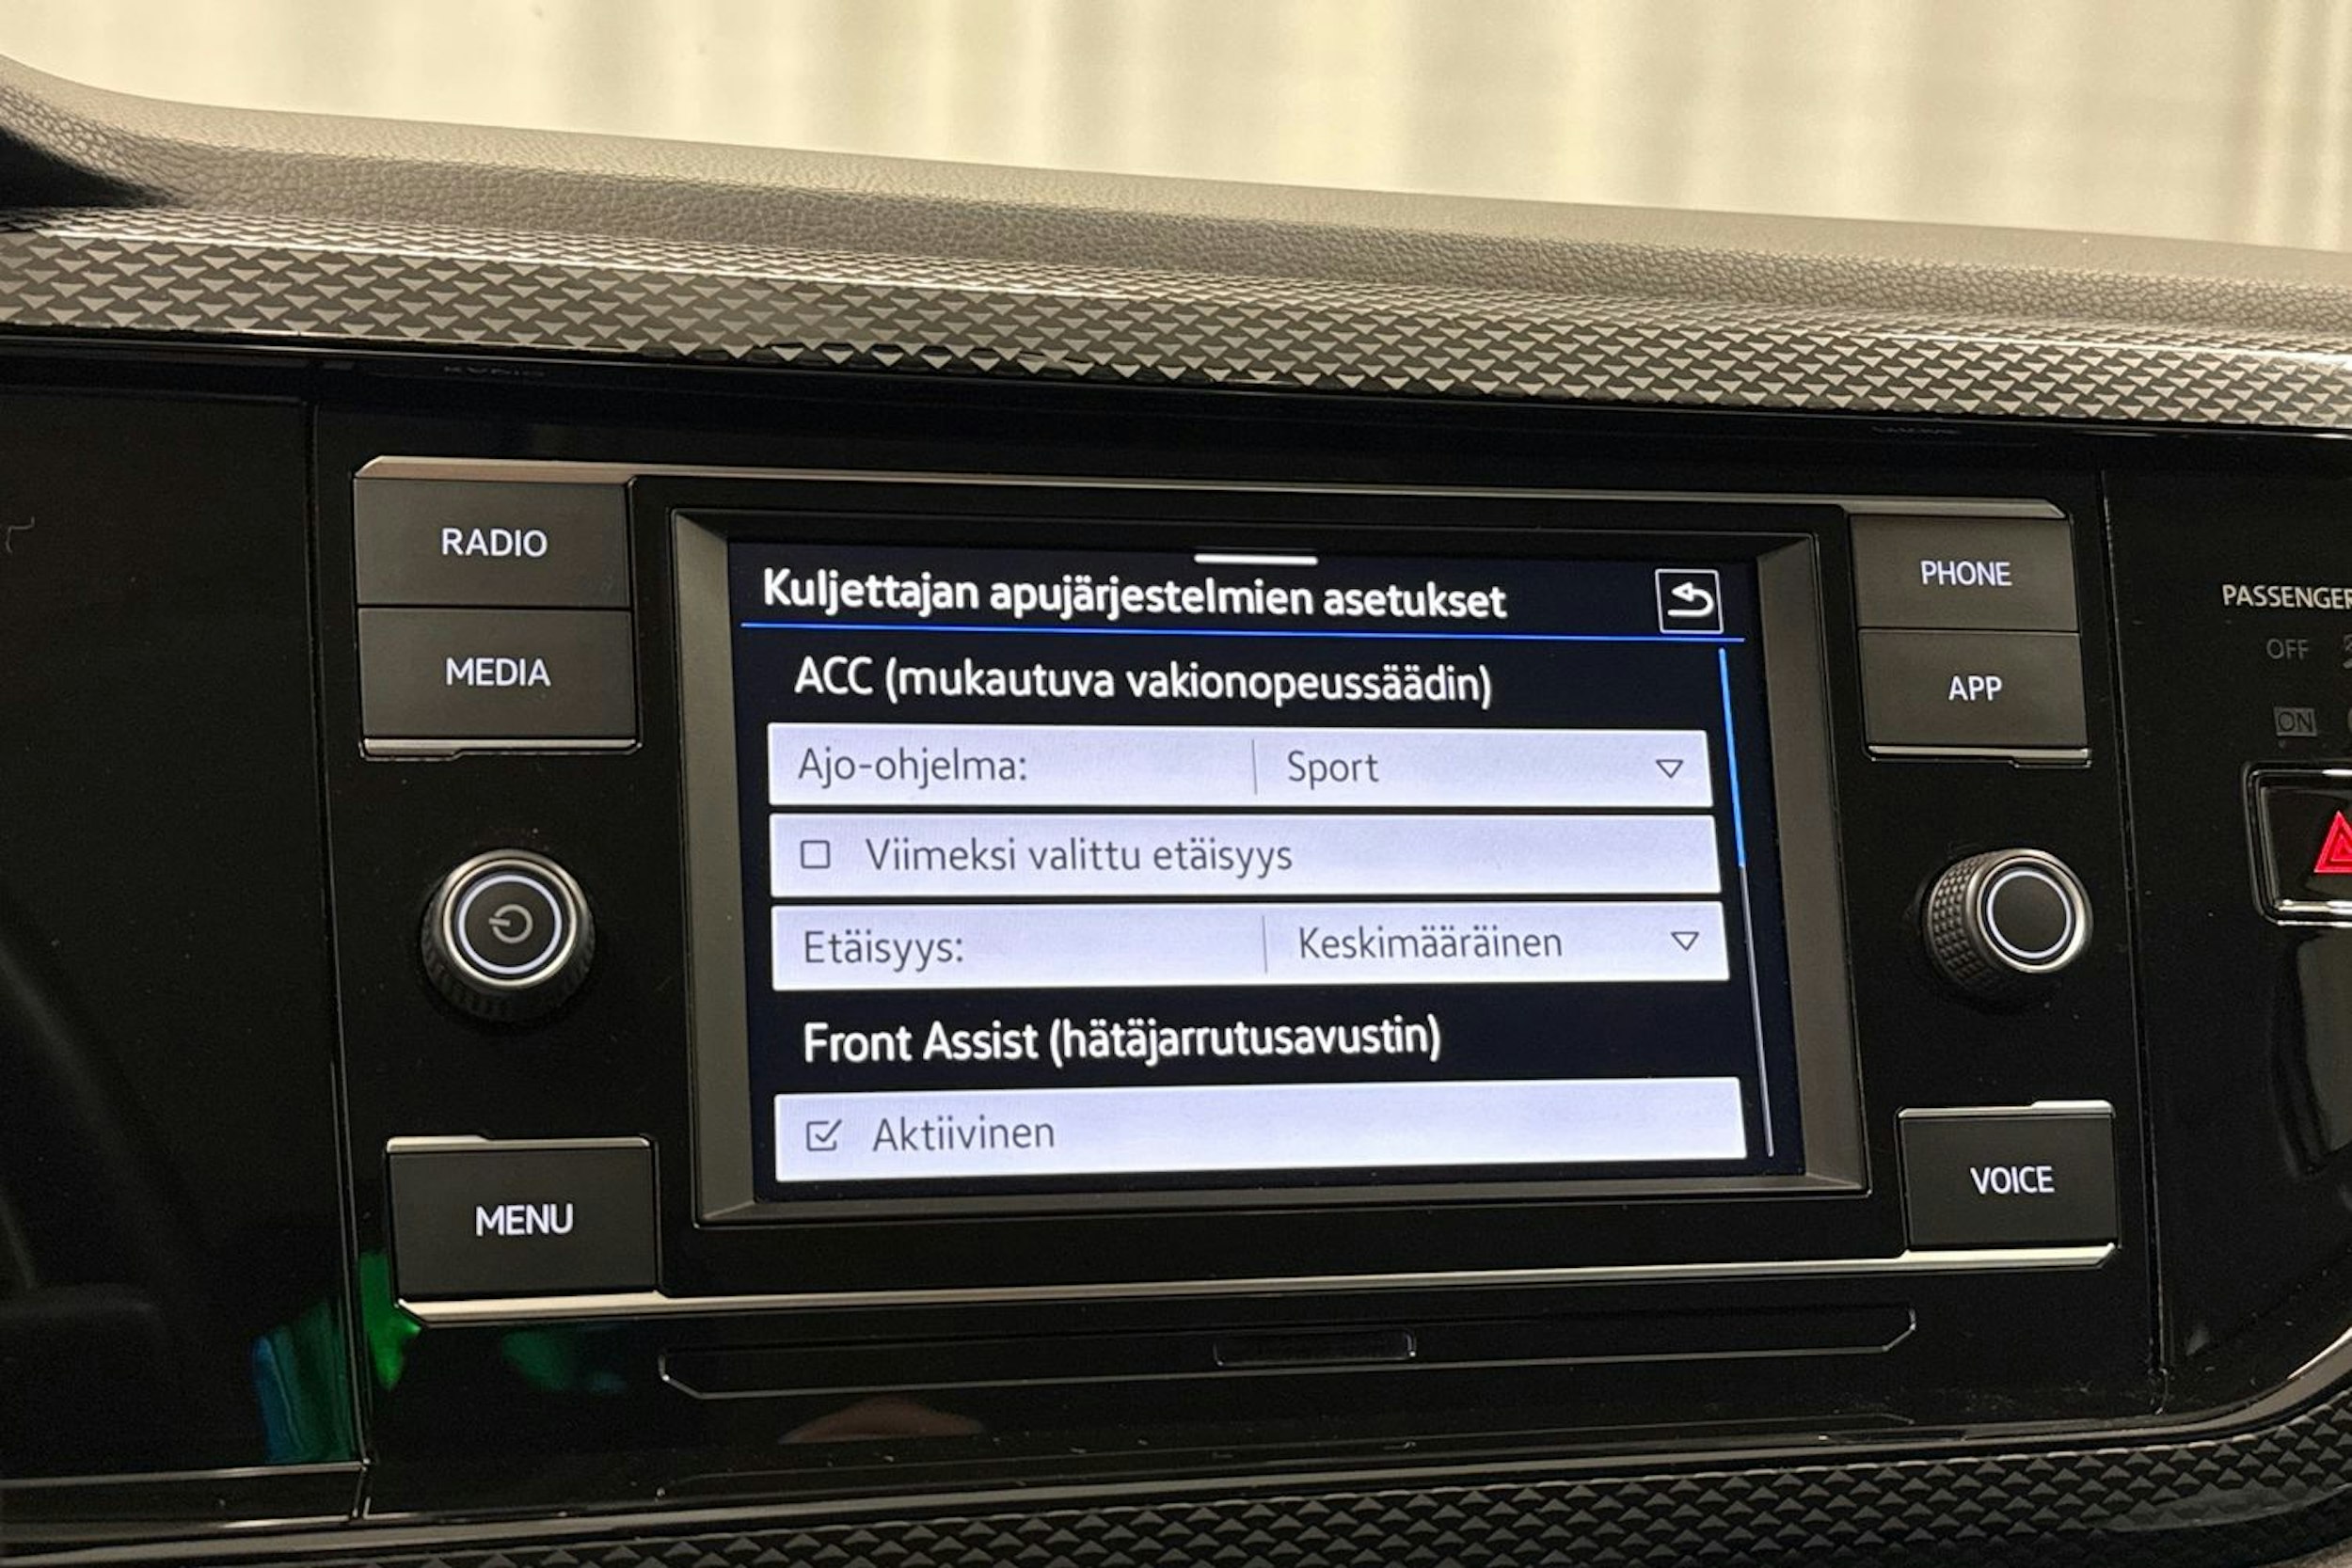 RADIO
MEDIA
MENU
Kuljettajan apujärjestelmien asetukset
ACC (mukautuva vakionopeussäädin)
Ajo-ohjelma: Sport
Viimeksi valittu etäisyys
Etäisyys: Keskimääräinen
Front Assist (hätäjarrutusavustin)
Aktiivinen
PHONE
APP
VOICE
PASSENGER
OFF
ON